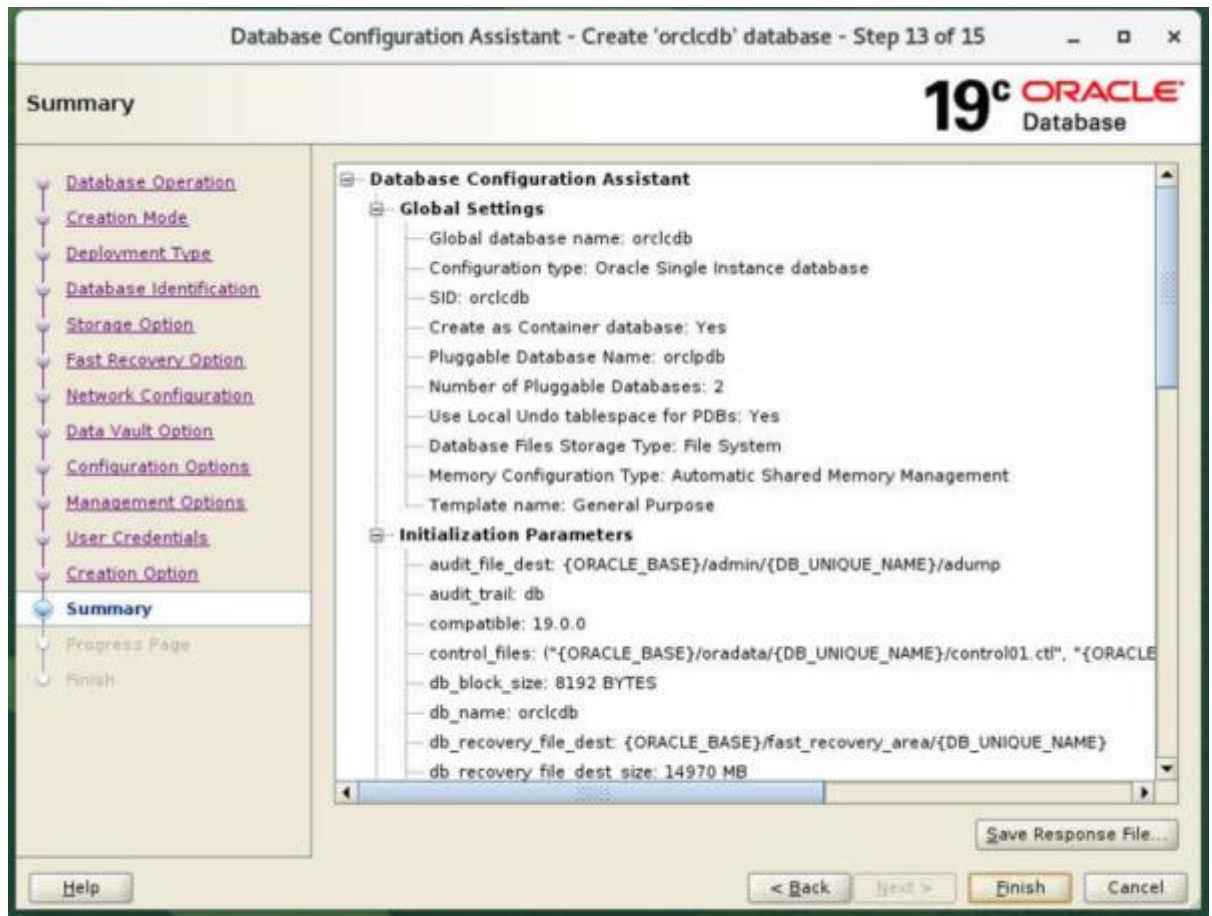 Database Configuration Assistant - Create 'orclcdb' database - Step 13 of 15
Summary
19c ORACLE
Database
Database Operation
Creation Mode
Deployment Type
Database Identification
Storage Option
Fast Recovery Option
Network Configuration
Data Vault Option
Configuration Options
Management Options
User Credentials
Creation Option
Summary
Progress Page
Finish
Database Configuration Assistant
Global Settings
Global database name: orclcdb
Configuration type: Oracle Single Instance database
SID: orclcdb
Create as Container database: Yes
Pluggable Database Name: orclpdb
Number of Pluggable Databases: 2
Use Local Undo tablespace for PDBs: Yes
Database Files Storage Type: File System
Memory Configuration Type: Automatic Shared Memory Management
Template name: General Purpose
Initialization Parameters
audit_file_dest: {ORACLE_BASE}/admin/{DB_UNIQUE_NAME}/adump
audit_trail: db
compatible: 19.0.0
control_files: ("{ORACLE_BASE}/oradata/{DB_UNIQUE_NAME}/control01.ctl", "{ORACLE
db_block_size: 8192 BYTES
db_name: orclcdb
db_recovery_file_dest: {ORACLE_BASE}/fast_recovery_area/{DB_UNIQUE_NAME}
db_recovery_file_dest_size: 14970 MB
Save Response File...
Help
< Back
Next >
Finish
Cancel